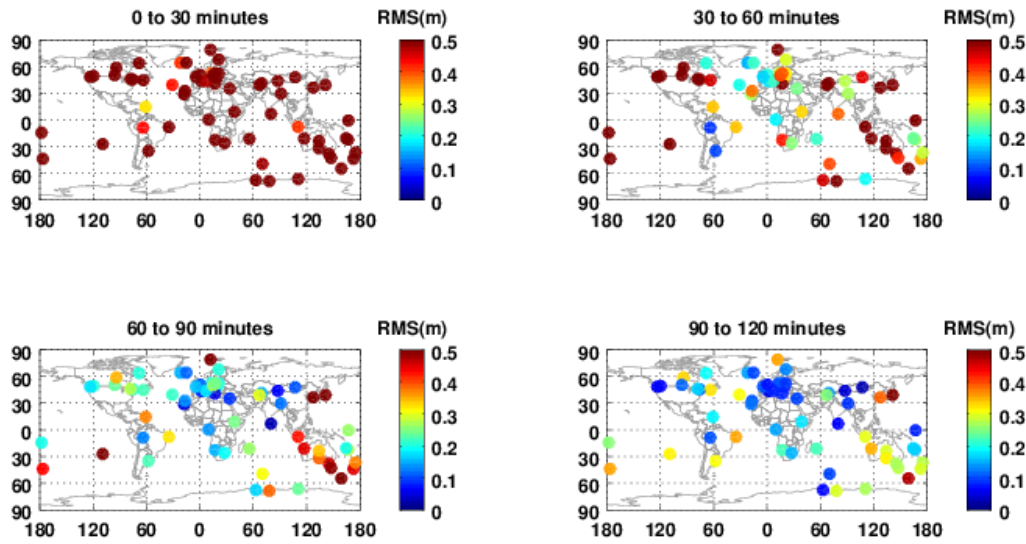 0 to 30 minutes RMS(m) 30 to 60 minutes RMS(m)
90 0.5 90 0.5
60 0.4 60 0.4
30 0.3 30 0.3
0 0
30 0.2 30 0.2
60 0.1 60 0.1
90 0 90 0
180 120 60 0 60 120 180 180 120 60 0 60 120 180
60 to 90 minutes RMS(m) 90 to 120 minutes RMS(m)
90 0.5 90 0.5
60 0.4 60 0.4
30 0.3 30 0.3
0 0
30 0.2 30 0.2
60 0.1 60 0.1
90 0 90 0
180 120 60 0 60 120 180 180 120 60 0 60 120 180